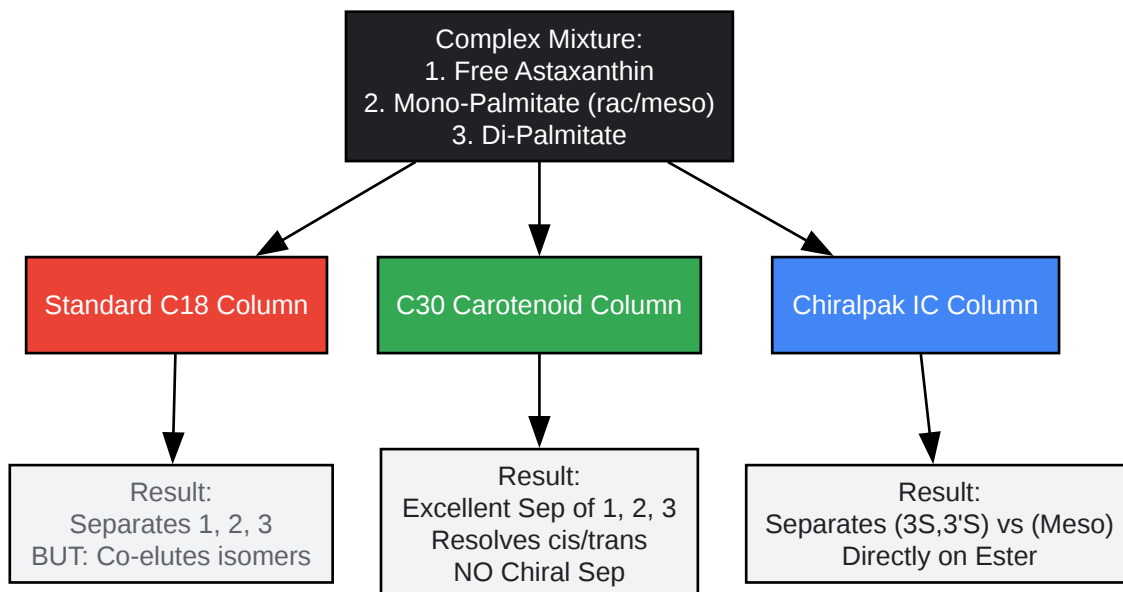 Complex Mixture:
1. Free Astaxanthin
2. Mono-Palmitate (rac/meso)
3. Di-Palmitate
Standard C18 Column
C30 Carotenoid Column
Chiralpak IC Column
Result:
Separates 1, 2, 3
BUT: Co-elutes isomers
Result:
Excellent Sep of 1, 2, 3
Resolves cis/trans
NO Chiral Sep
Result:
Separates (3S,3'S) vs (Meso)
Directly on Ester